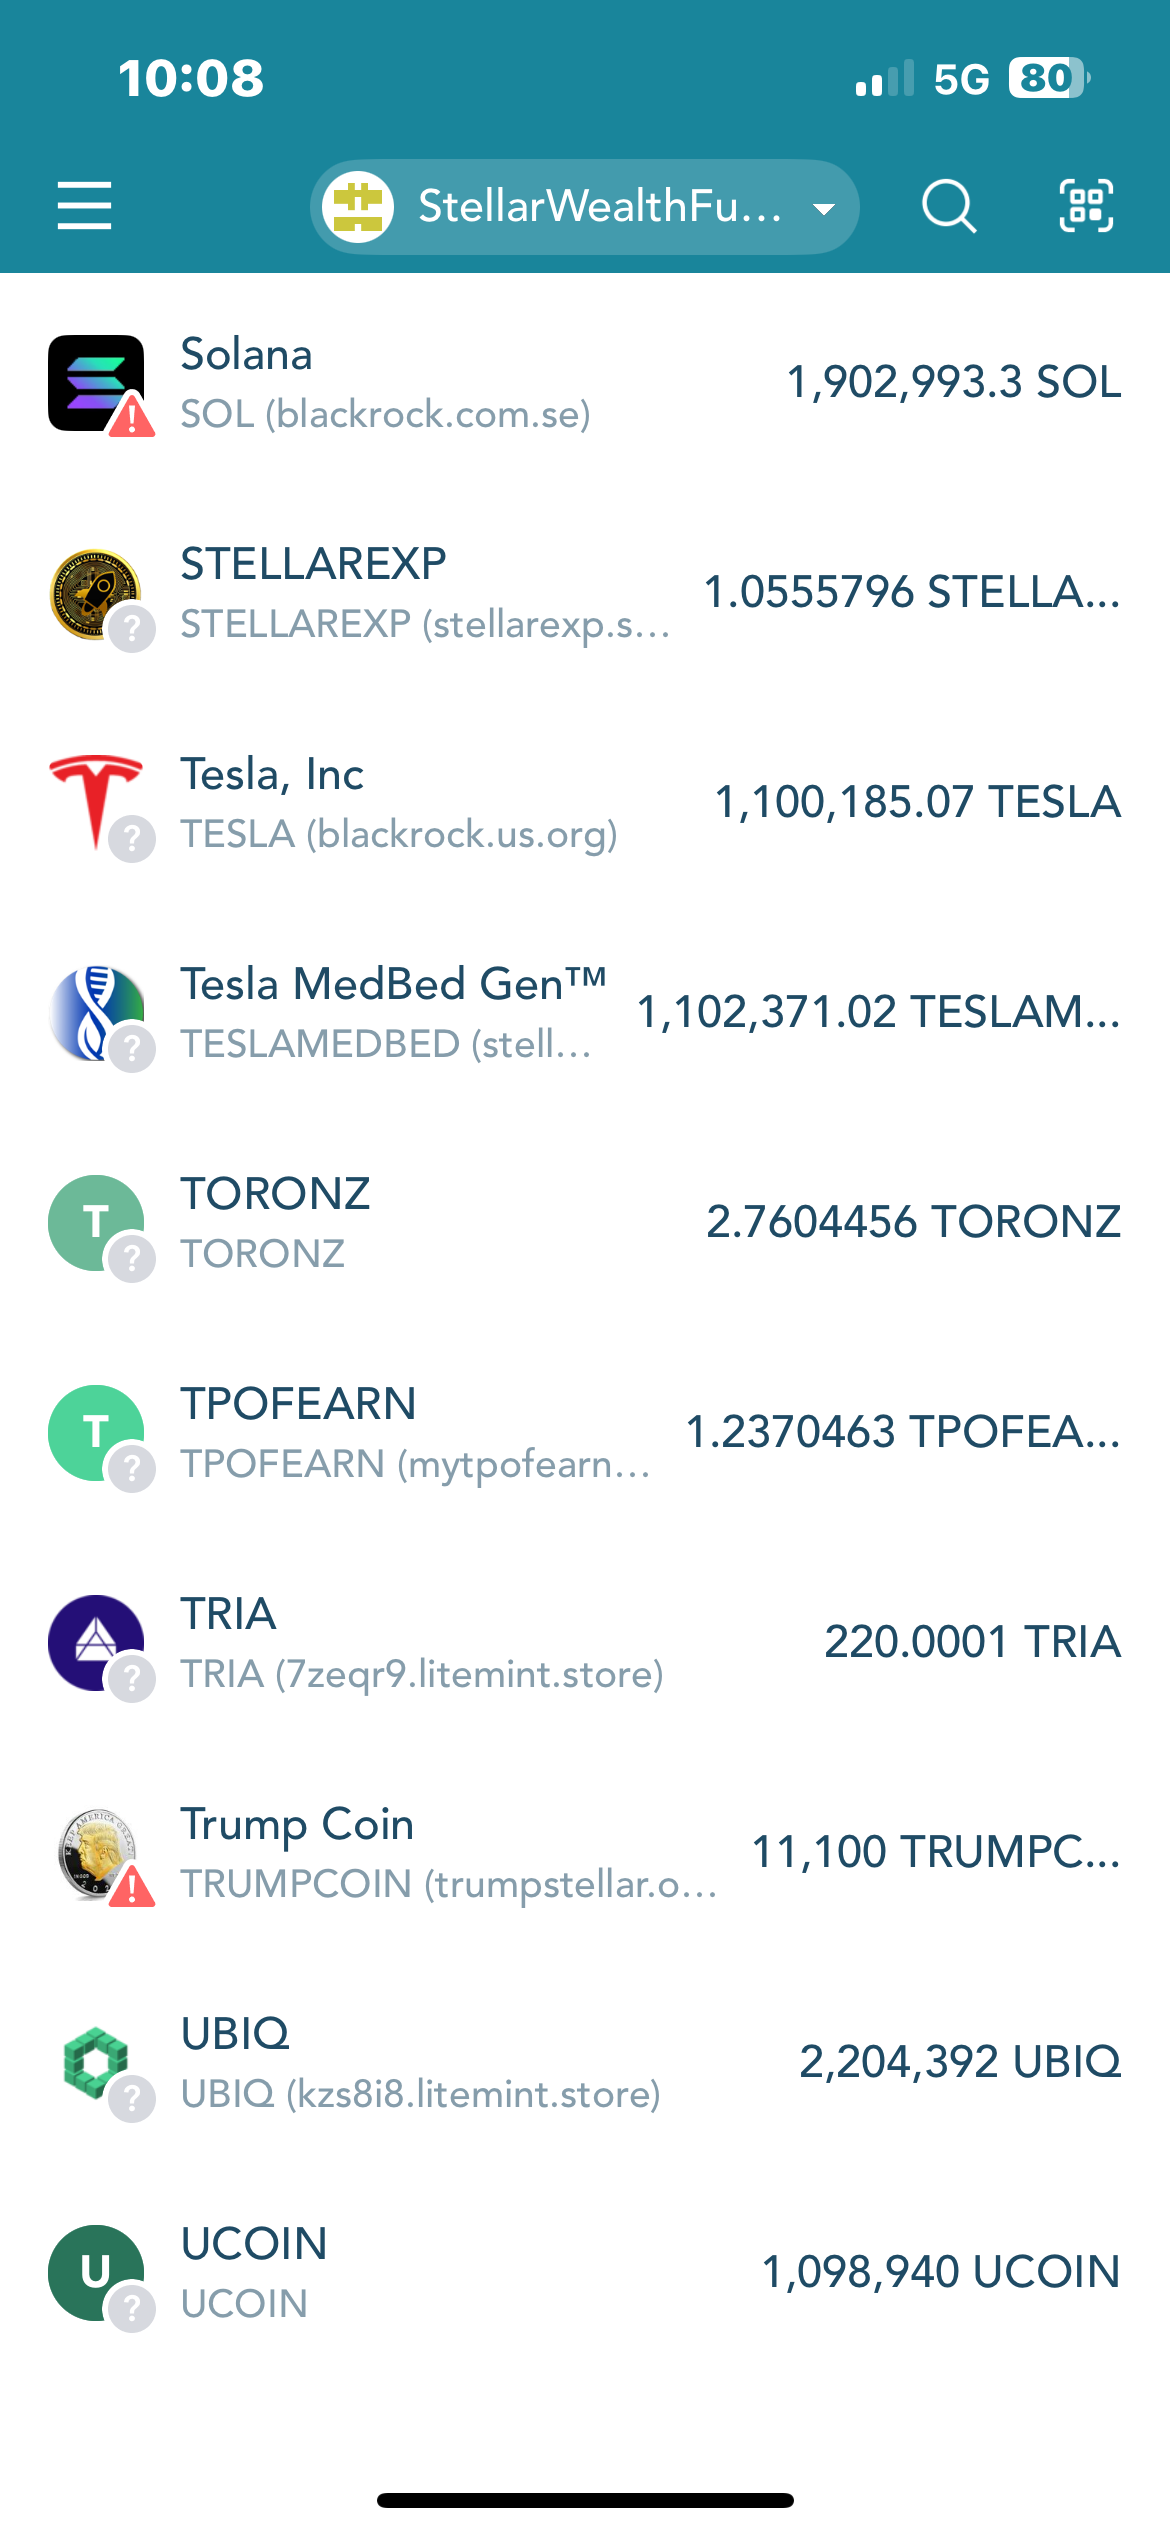 10:08
5G 80
StellarWealthFu...
Solana
1,902,993.3 SOL
SOL (blackrock.com.se)
STELLAREXP
1.0555796 STELLA...
STELLAREXP (stellarexp.s...
Tesla, Inc
1,100,185.07 TESLA
TESLA (blackrock.us.org)
Tesla MedBed Gen™
1,102,371.02 TESLAM...
TESLAMEDBED (stell...
T
TORONZ
2.7604456 TORONZ
TORONZ
T
TPOFEARN
1.2370463 TPOFEA...
TPOFEARN (mytpofearn...
TRIA
220.0001 TRIA
TRIA (7zeqr9.litemint.store)
Trump Coin
11,100 TRUMPC...
TRUMPCOIN (trumpstellar.o...
UBIQ
2,204,392 UBIQ
UBIQ (kzs8i8.litemint.store)
U
UCOIN
1,098,940 UCOIN
UCOIN